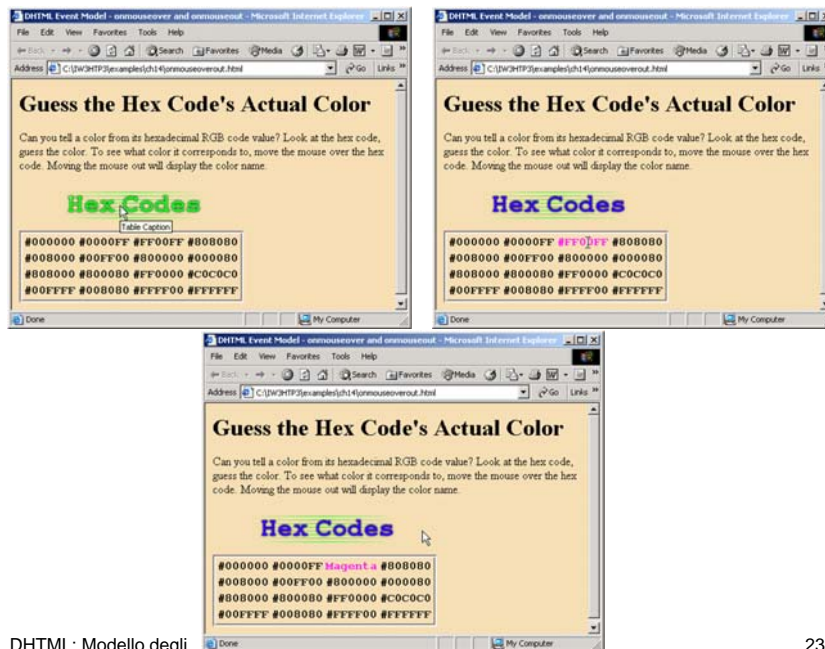 DHTML Event Model - onmouseover and onmouseout - Microsoft Internet Explorer
File Edit View Favorites Tools Help
Back Search Favorites Media
Address C:\IW3HTP3\examples\ch14\onmouseoverout.html Go Links
Guess the Hex Code's Actual Color
Can you tell a color from its hexadecimal RGB code value? Look at the hex code,
guess the color. To see what color it corresponds to, move the mouse over the hex
code. Moving the mouse out will display the color name.
Hex Codes
Table Caption
#000000 #0000FF #FF00FF #808080
#008000 #00FF00 #800000 #000080
#808000 #800080 #FF0000 #C0C0C0
#00FFFF #008080 #FFFF00 #FFFFFF
Done My Computer
DHTML Event Model - onmouseover and onmouseout - Microsoft Internet Explorer
File Edit View Favorites Tools Help
Back Search Favorites Media
Address C:\IW3HTP3\examples\ch14\onmouseoverout.html Go Links
Guess the Hex Code's Actual Color
Can you tell a color from its hexadecimal RGB code value? Look at the hex code,
guess the color. To see what color it corresponds to, move the mouse over the hex
code. Moving the mouse out will display the color name.
Hex Codes
#000000 #0000FF #FF00FF #808080
#008000 #00FF00 #800000 #000080
#808000 #800080 #FF0000 #C0C0C0
#00FFFF #008080 #FFFF00 #FFFFFF
Done My Computer
DHTML Event Model - onmouseover and onmouseout - Microsoft Internet Explorer
File Edit View Favorites Tools Help
Back Search Favorites Media
Address C:\IW3HTP3\examples\ch14\onmouseoverout.html Go Links
Guess the Hex Code's Actual Color
Can you tell a color from its hexadecimal RGB code value? Look at the hex code,
guess the color. To see what color it corresponds to, move the mouse over the hex
code. Moving the mouse out will display the color name.
Hex Codes
#000000 #0000FF Magenta #808080
#008000 #00FF00 #800000 #000080
#808000 #800080 #FF0000 #C0C0C0
#00FFFF #008080 #FFFF00 #FFFFFF
Done My Computer
DHTML: Modello degli
23